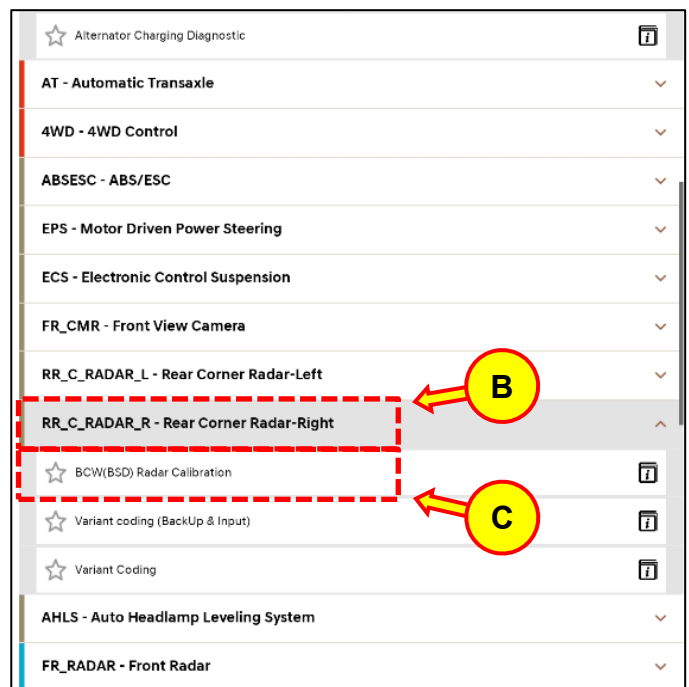 Alternator Charging Diagnostic
AT - Automatic Transaxle
4WD - 4WD Control
ABSESC - ABS/ESC
EPS - Motor Driven Power Steering
ECS - Electronic Control Suspension
FR_CMR - Front View Camera
RR_C_RADAR_L - Rear Corner Radar-Left
B
RR_C_RADAR_R - Rear Corner Radar-Right
BCW(BSD) Radar Calibration
C
Variant coding (BackUp & Input)
Variant Coding
AHLS - Auto Headlamp Leveling System
FR_RADAR - Front Radar